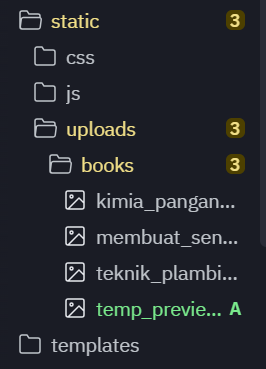 static 3
css
js
uploads 3
books 3
kimia_pangan...
membuat_sen...
teknik_plambi...
temp_previe... A
templates